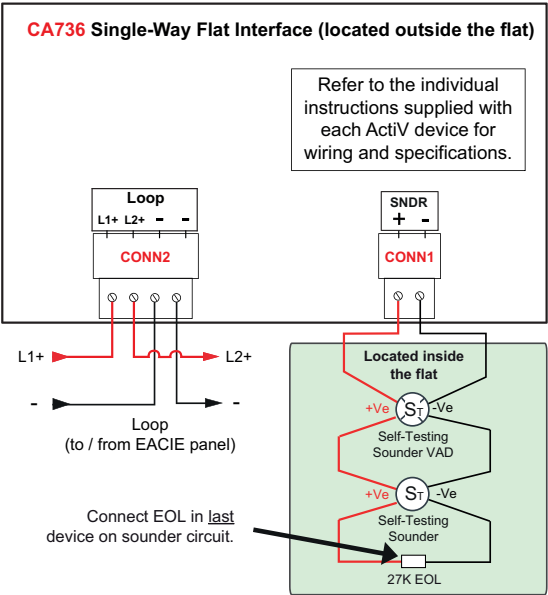 CA736 Single-Way Flat Interface (located outside the flat)
Refer to the individual
instructions supplied with
each ActiV device for
wiring and specifications.
Loop
L1+ L2+ - -
CONN2
SNDR
+ -
CONN1
L1+
L2+
-
-
Loop
(to / from EACIE panel)
Located inside
the flat
+Ve ST -Ve
Self-Testing
Sounder VAD
+Ve ST -Ve
Self-Testing
Sounder
Connect EOL in last
device on sounder circuit.
27K EOL